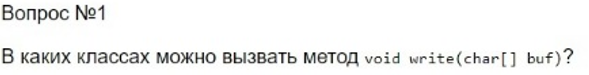 Вопрос №1
В каких классах можно вызвать метод void write(char[] buf)?